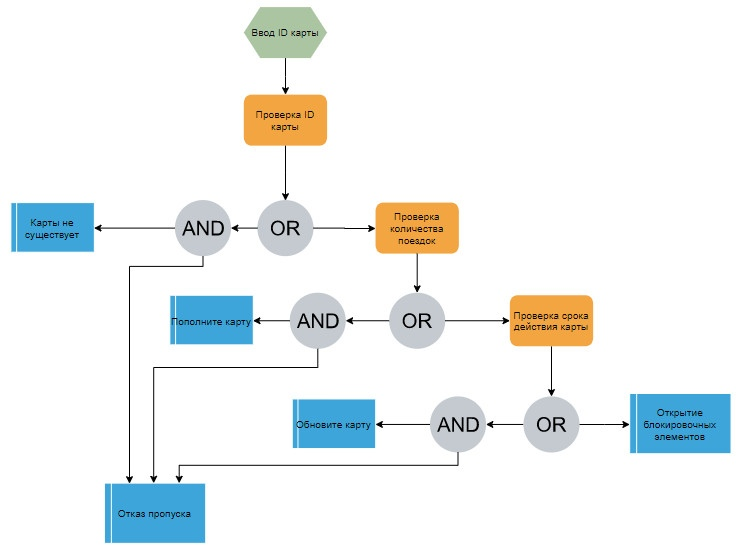 Ввод ID карты
Проверка ID
карты
Карты не
существует
AND
OR
Проверка
количества
поездок
Пополните карту
AND
OR
Проверка срока
действия карты
Обновите карту
AND
OR
Открытие
блокировочных
элементов
Отказ пропуска